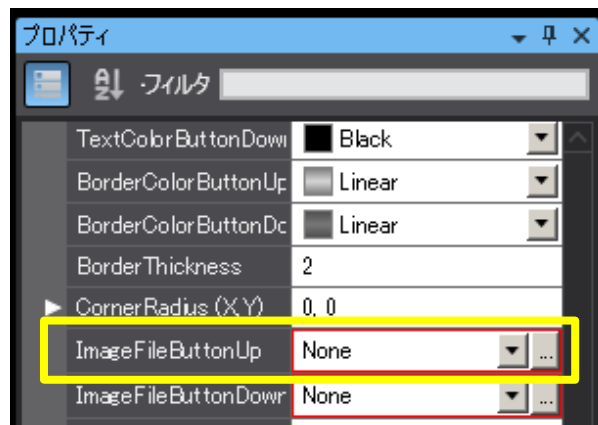 プロパティ
フィルタ
TextColorButtonDow Black
BorderColorButtonUp Linear
BorderColorButtonDo Linear
BorderThickness 2
CornerRadius (X,Y) 0, 0
ImageFileButtonUp None ...
ImageFileButtonDown None ...